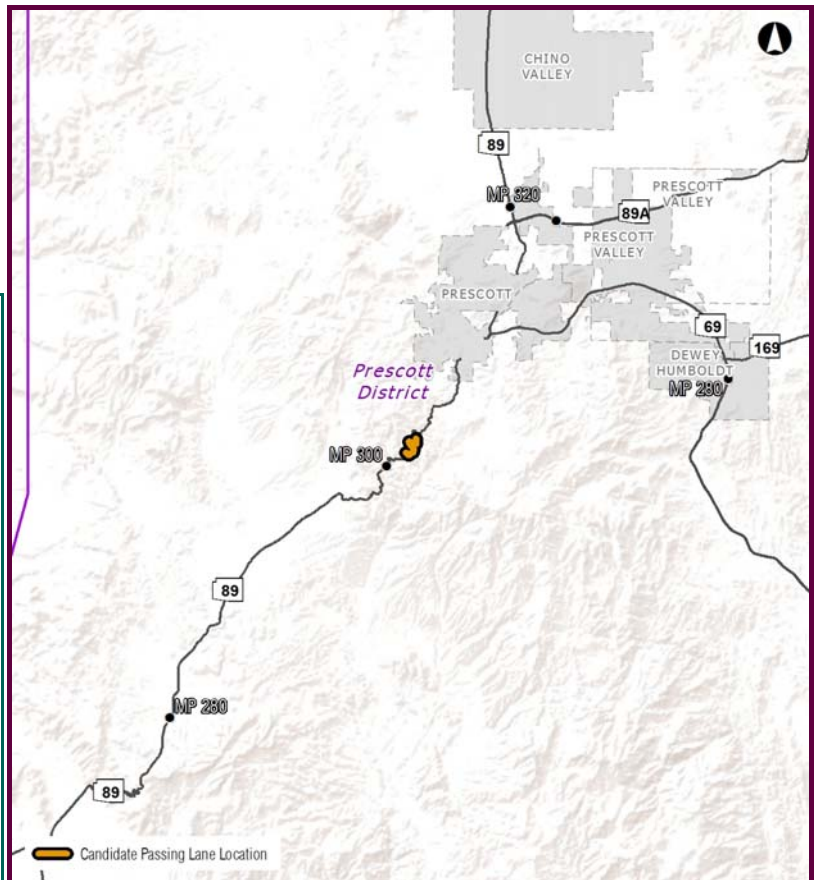 CHINO
VALLEY
89
MP 320
PRESCOTT
VALLEY
89A
PRESCOTT
VALLEY
PRESCOTT
69
169
DEWEY
HUMBOLDT
MP 280
Prescott
District
MP 300
89
MP 280
89
Candidate Passing Lane Location